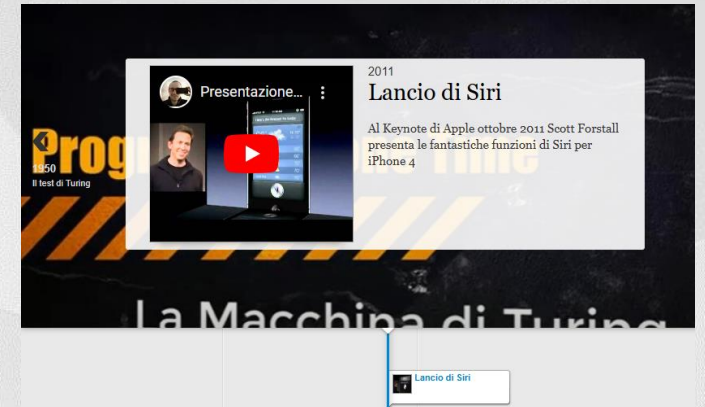 Presentazione...
2011
Lancio di Siri
Al Keynote di Apple ottobre 2011 Scott Forstall
presenta le fantastiche funzioni di Siri per
iPhone 4
1950
Il test di Turing
La Macchina di Turing
Lancio di Siri